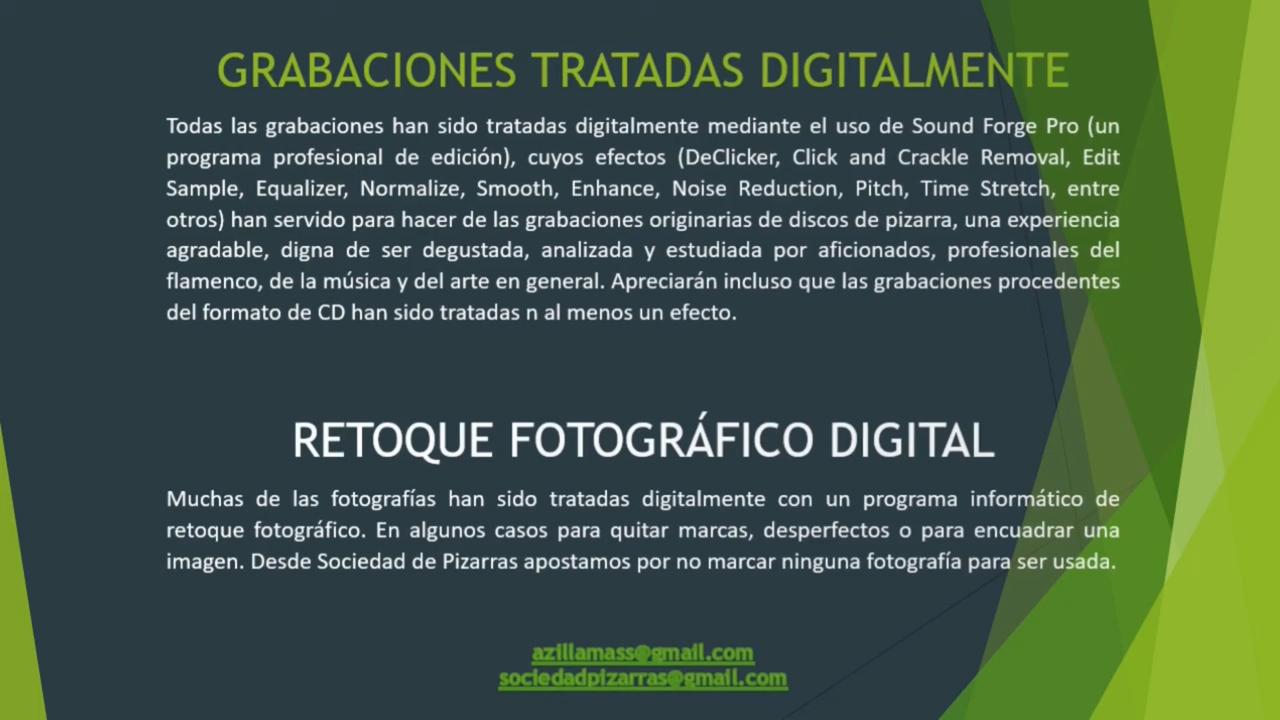 GRABACIONES TRATADAS DIGITALMENTE
Todas las grabaciones han sido tratadas digitalmente mediante el uso de Sound Forge Pro (un
programa profesional de edición), cuyos efectos (DeClicker, Click and Crackle Removal, Edit
Sample, Equalizer, Normalize, Smooth, Enhance, Noise Reduction, Pitch, Time Stretch, entre
otros) han servido para hacer de las grabaciones originarias de discos de pizarra, una experiencia
agradable, digna de ser degustada, analizada y estudiada por aficionados, profesionales del
flamenco, de la música y del arte en general. Apreciarán incluso que las grabaciones procedentes
del formato de CD han sido tratadas n al menos un efecto.
RETOQUE FOTOGRÁFICO DIGITAL
Muchas de las fotografías han sido tratadas digitalmente con un programa informático de
retoque fotográfico. En algunos casos para quitar marcas, desperfectos o para encuadrar una
imagen. Desde Sociedad de Pizarras apostamos por no marcar ninguna fotografía para ser usada.
azillamass@gmail.com
sociedadpizarras@gmail.com